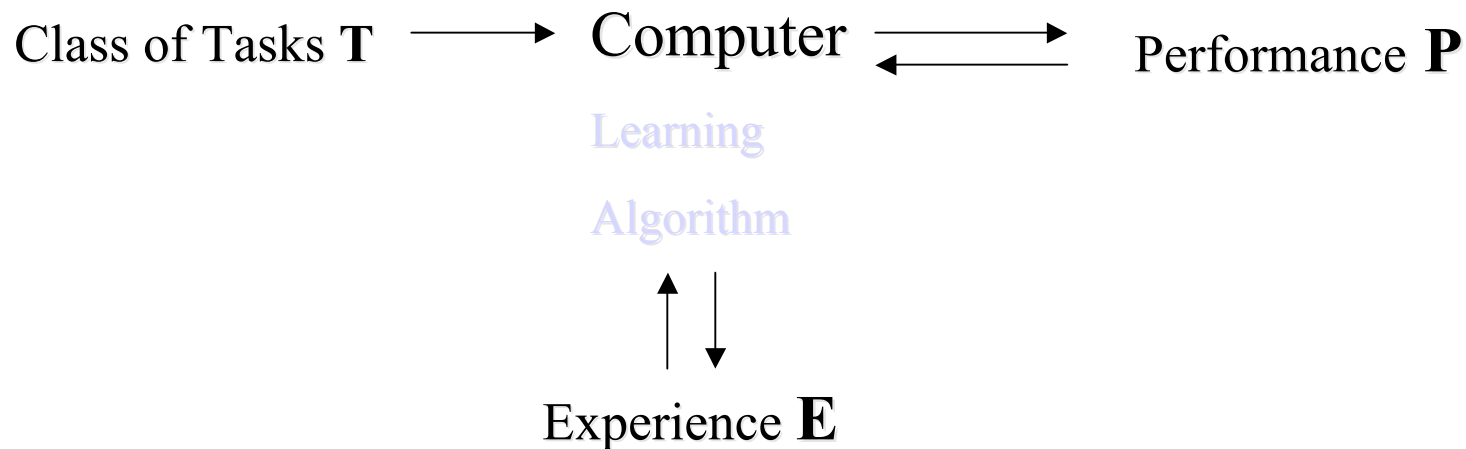 Class of Tasks T
Computer
Performance P
Learning
Algorithm
Experience E